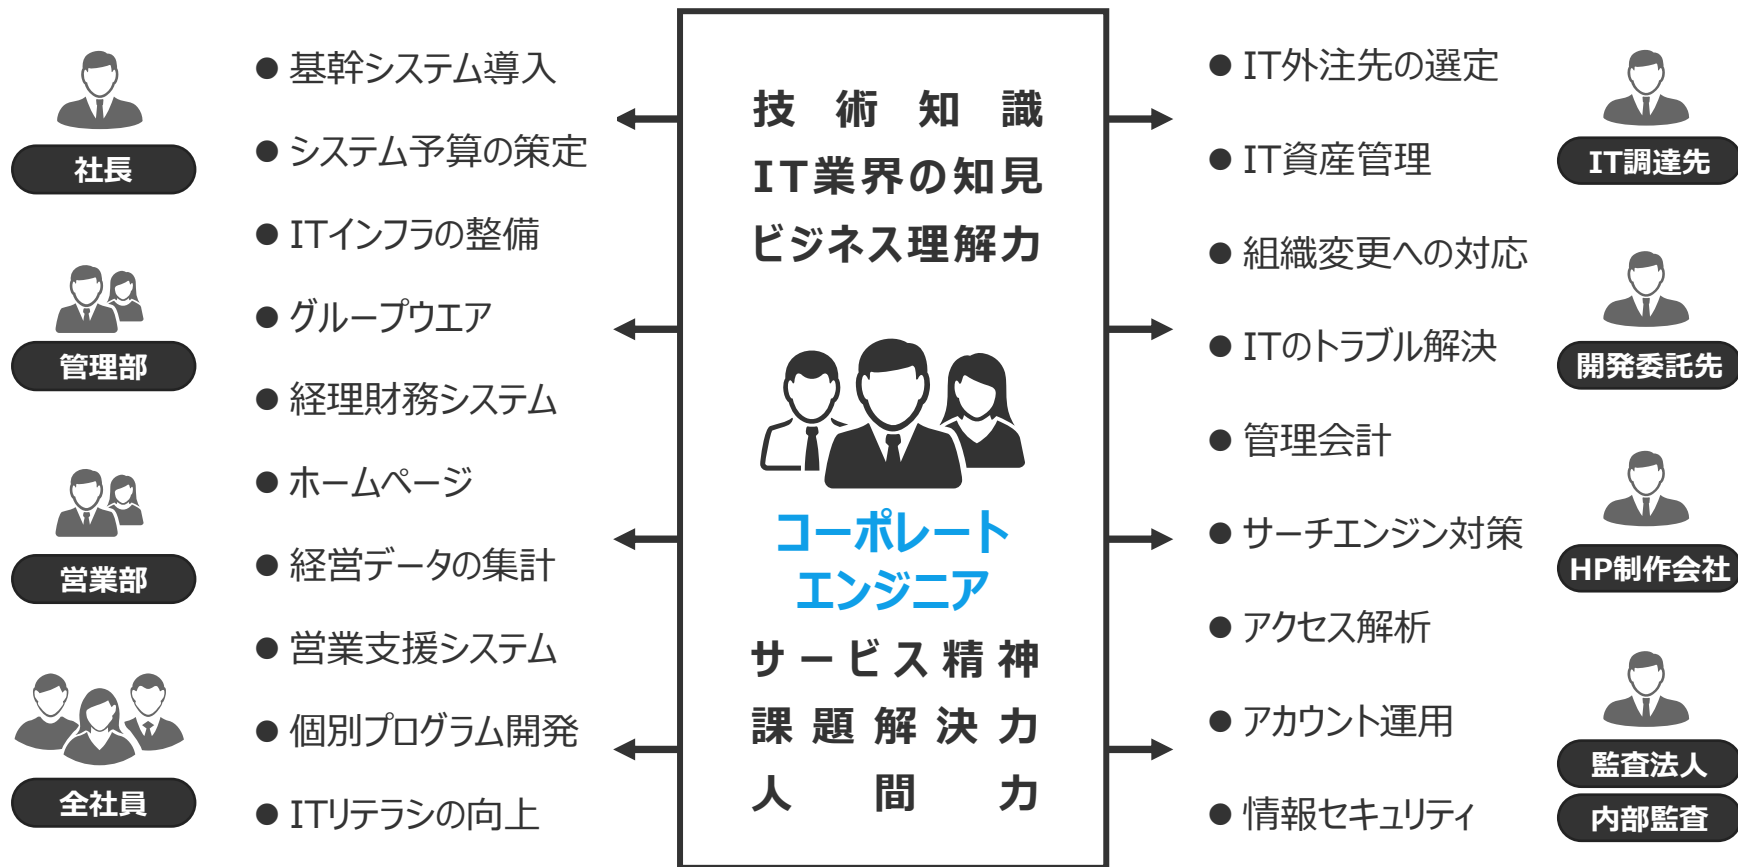 社長
管理部
営業部
全社員
● 基幹システム導入
● システム予算の策定
● ITインフラの整備
● グループウエア
● 経理財務システム
● ホームページ
● 経営データの集計
● 営業支援システム
● 個別プログラム開発
● ITリテラシの向上
技術知識
IT業界の知見
ビジネス理解力
コーポレート
エンジニア
サービス精神
課題解決力
人間力
● IT外注先の選定
● IT資産管理
● 組織変更への対応
● ITのトラブル解決
● 管理会計
● サーチエンジン対策
● アクセス解析
● アカウント運用
● 情報セキュリティ
IT調達先
開発委託先
HP制作会社
監査法人
内部監査